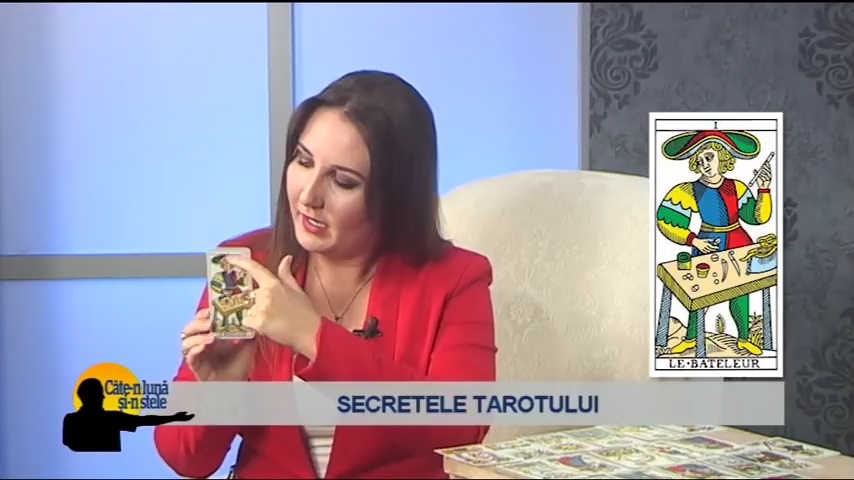 I
LE·BATELEUR
Câte-n lună
și-n stele
SECRETELE TAROTULUI